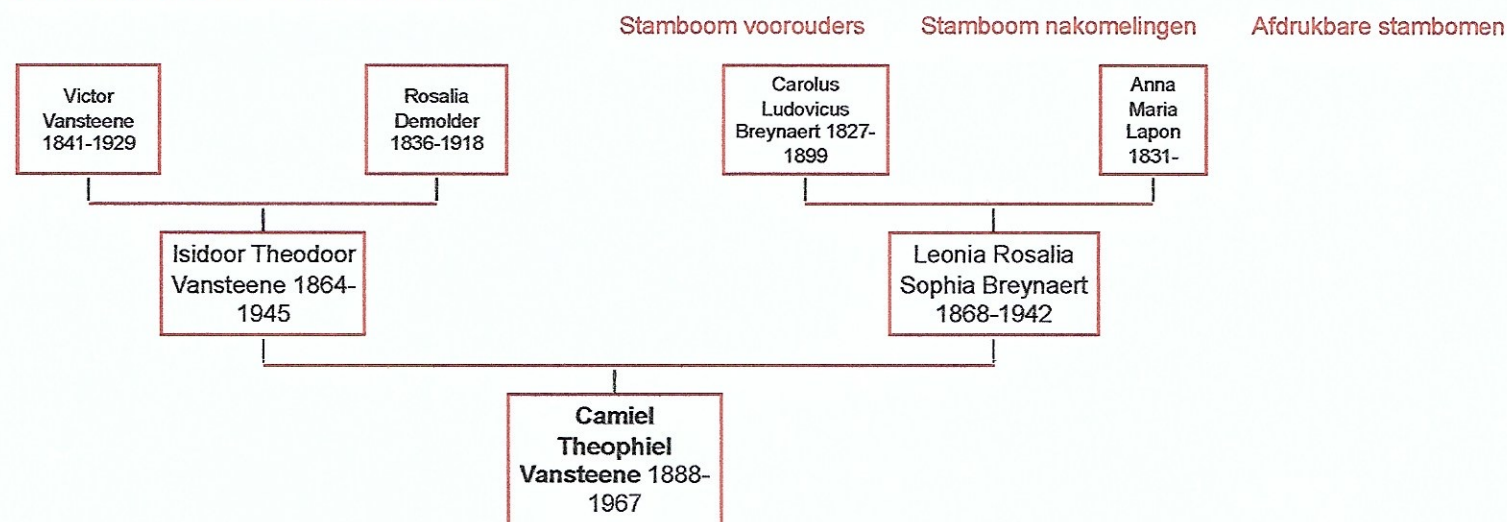 Stamboom voorouders Stamboom nakomelingen Afdrukbare stambomen
Victor
Vansteene
1841-1929
Rosalia
Demolder
1836-1918
Carolus
Ludovicus
Breynaert 1827-
1899
Anna
Maria
Lapon
1831-
Isidoor Theodoor
Vansteene 1864-
1945
Leonia Rosalia
Sophia Breynaert
1868-1942
Camiel
Theophiel
Vansteene 1888-
1967